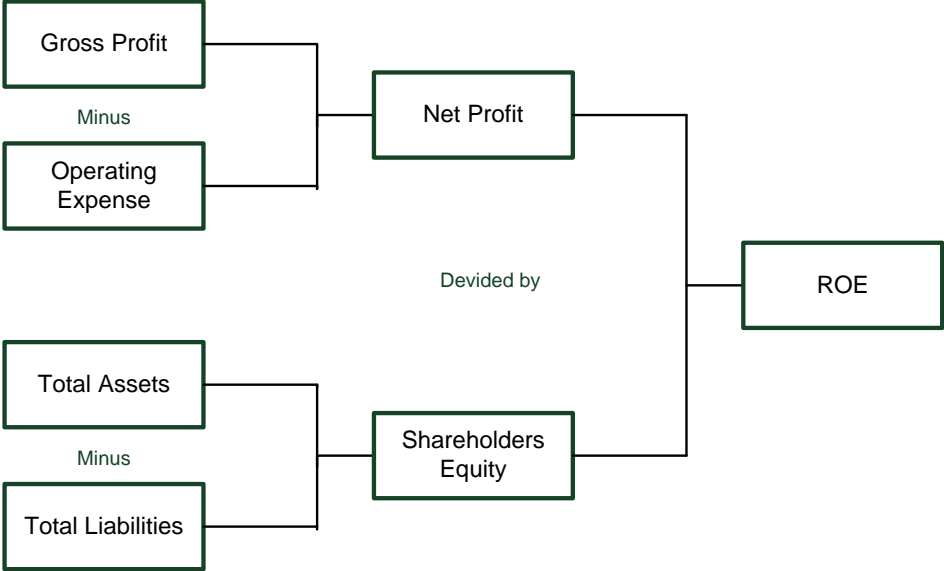 Gross Profit
Minus
Operating
Expense
Net Profit
Devided by
ROE
Total Assets
Minus
Total Liabilities
Shareholders
Equity